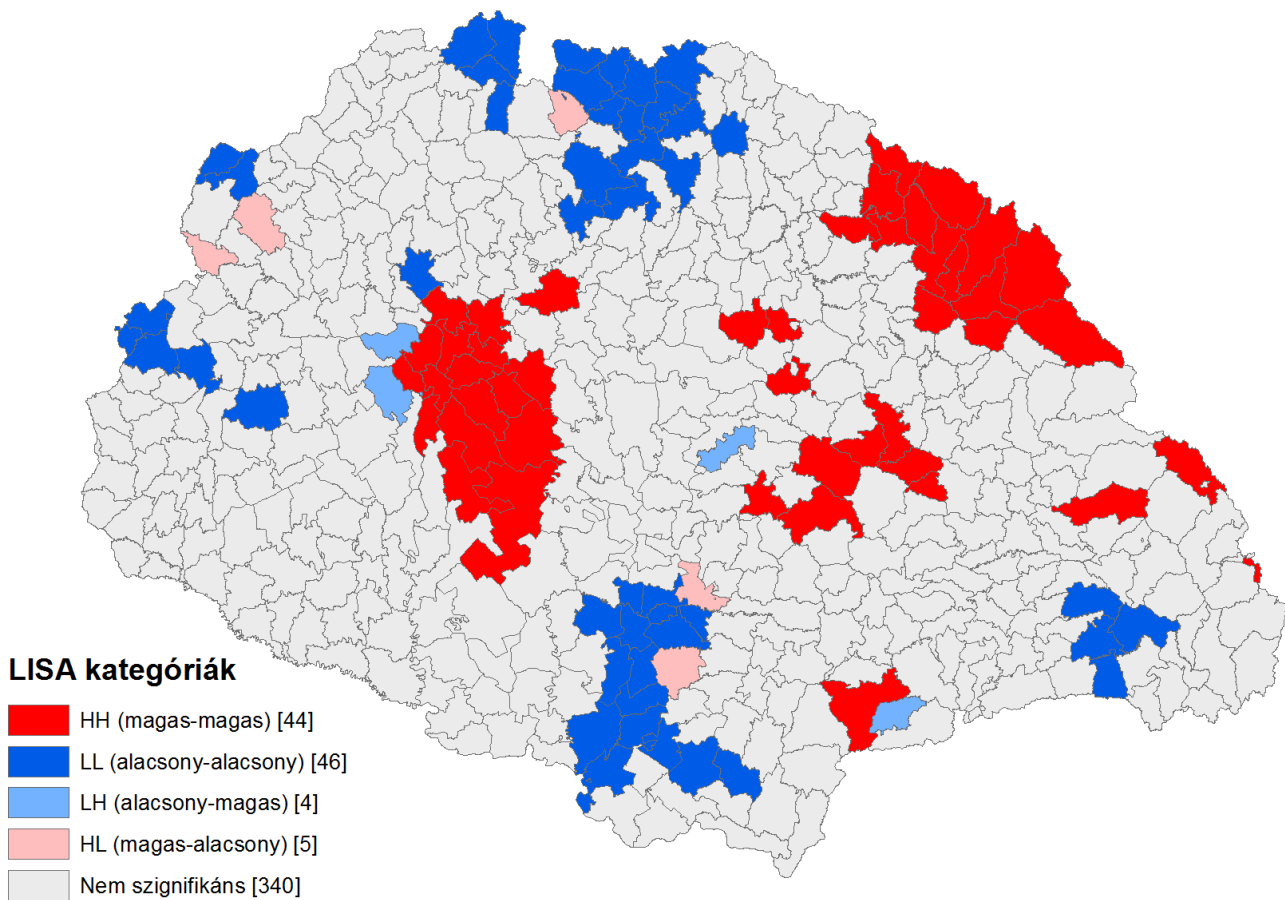 LISA kategóriák
HH (magas-magas) [44]
LL (alacsony-alacsony) [46]
LH (alacsony-magas) [4]
HL (magas-alacsony) [5]
Nem szignifikáns [340]